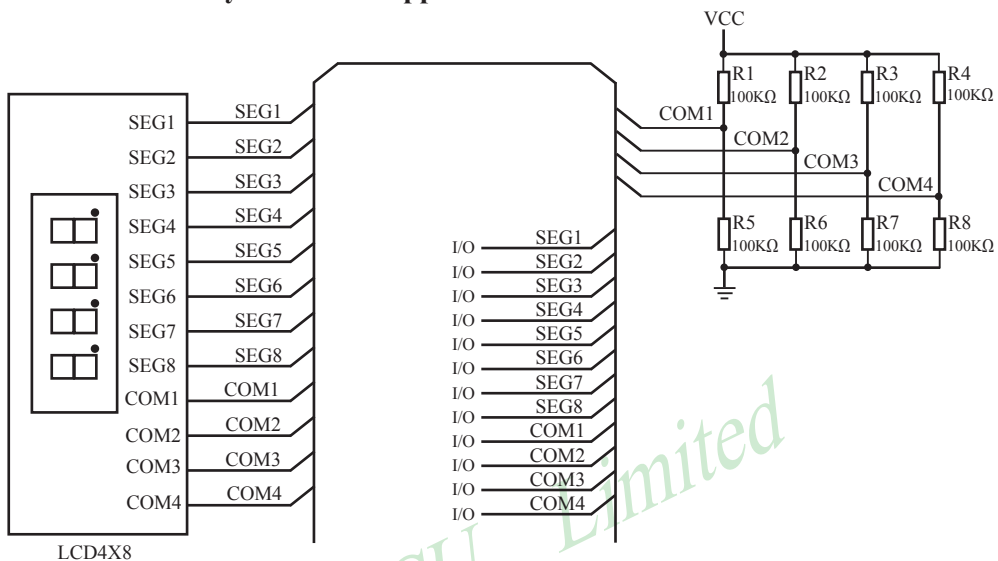 VCC
R1
100KΩ
R2
100KΩ
R3
100KΩ
R4
100KΩ
COM1
COM2
COM3
COM4
R5
100KΩ
R6
100KΩ
R7
100KΩ
R8
100KΩ
SEG1 SEG1
SEG2 SEG2
SEG3 SEG3
SEG4 SEG4
SEG5 SEG5
SEG6 SEG6
SEG7 SEG7
SEG8 SEG8
COM1 COM1
COM2 COM2
COM3 COM3
COM4 COM4
LCD4X8
I/O SEG1
I/O SEG2
I/O SEG3
I/O SEG4
I/O SEG5
I/O SEG6
I/O SEG7
I/O SEG8
I/O COM1
I/O COM2
I/O COM3
I/O COM4
Limited